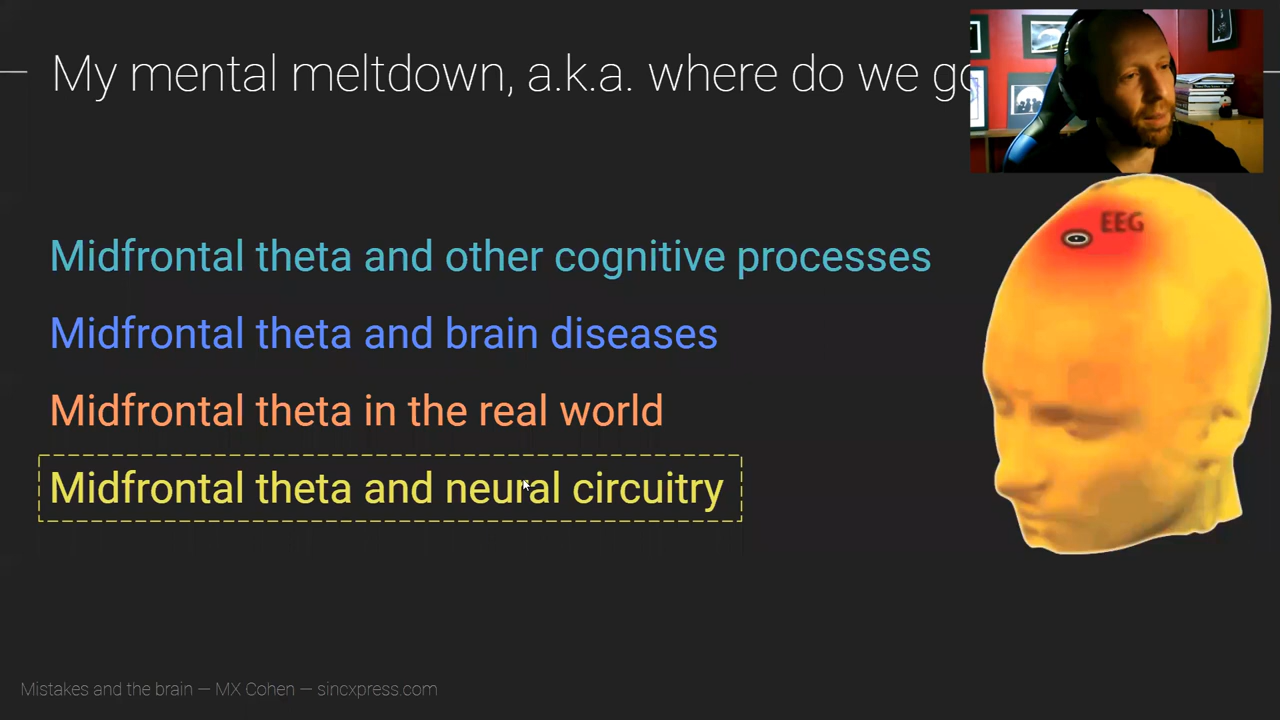 My mental meltdown, a.k.a. where do we go
EEG
Midfrontal theta and other cognitive processes
Midfrontal theta and brain diseases
Midfrontal theta in the real world
Midfrontal theta and neural circuitry
Mistakes and the brain — MX Cohen — sincxpress.com